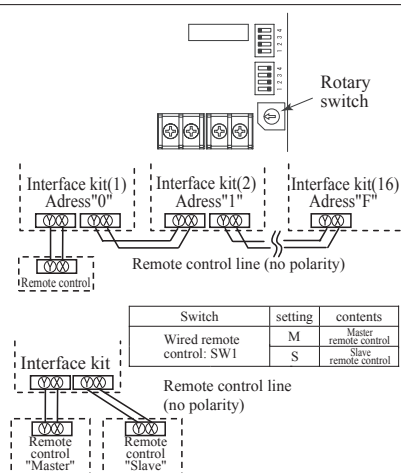 1 2 3 4
1 2 3 4
Rotary
switch
Interface kit(1)
Adress"0"
Interface kit(2)
Adress"1"
Interface kit(16)
Adress"F"
Ⓨ Ⓧ Ⓧ
Remote control line (no polarity)
Remote control
Switch setting contents
Wired remote control: SW1 M Master remote control
S Slave remote control
Interface kit
Remote control line
(no polarity)
Remote
control
"Master"
Remote
control
"Slave"